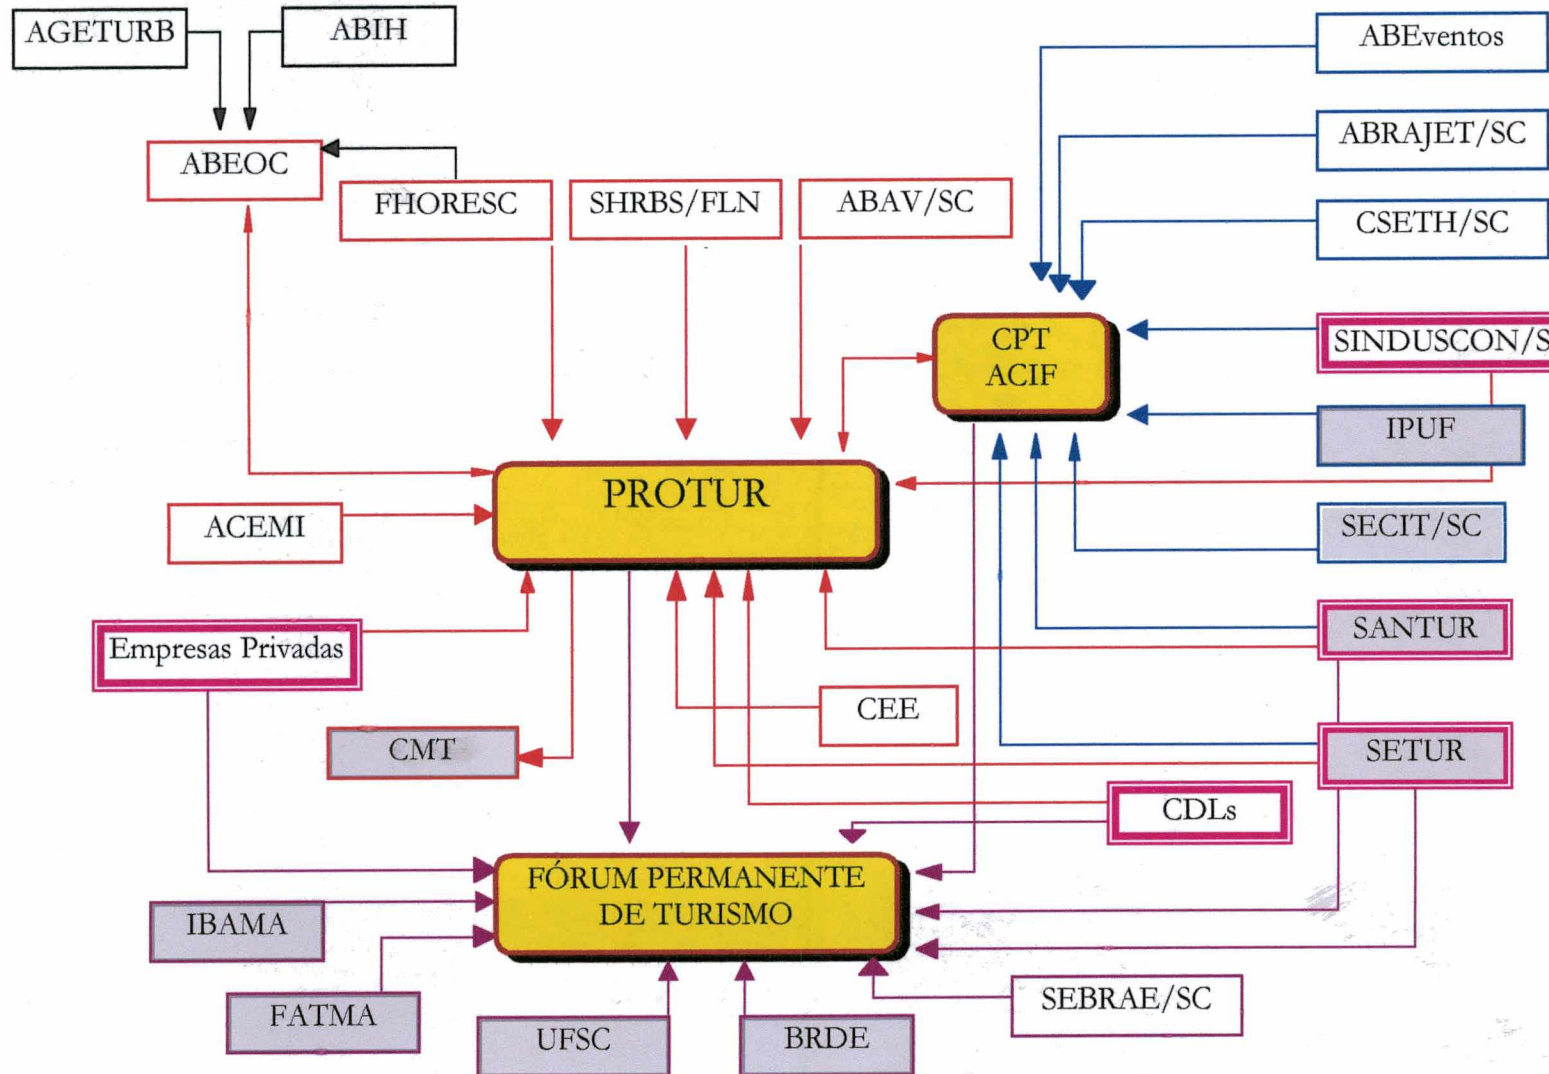 AGETURB
ABIH
ABEventos
ABEOC
ABRAJET/SC
FHORESC
SHRBS/FLN
ABAV/SC
CSETH/SC
CPT
ACIF
SINDUSCON/S
IPUF
PROTUR
ACEMI
SECIT/SC
Empresas Privadas
SANTUR
CEE
CMT
SETUR
CDLs
FÓRUM PERMANENTE
DE TURISMO
IBAMA
FATMA
UFSC
BRDE
SEBRAE/SC